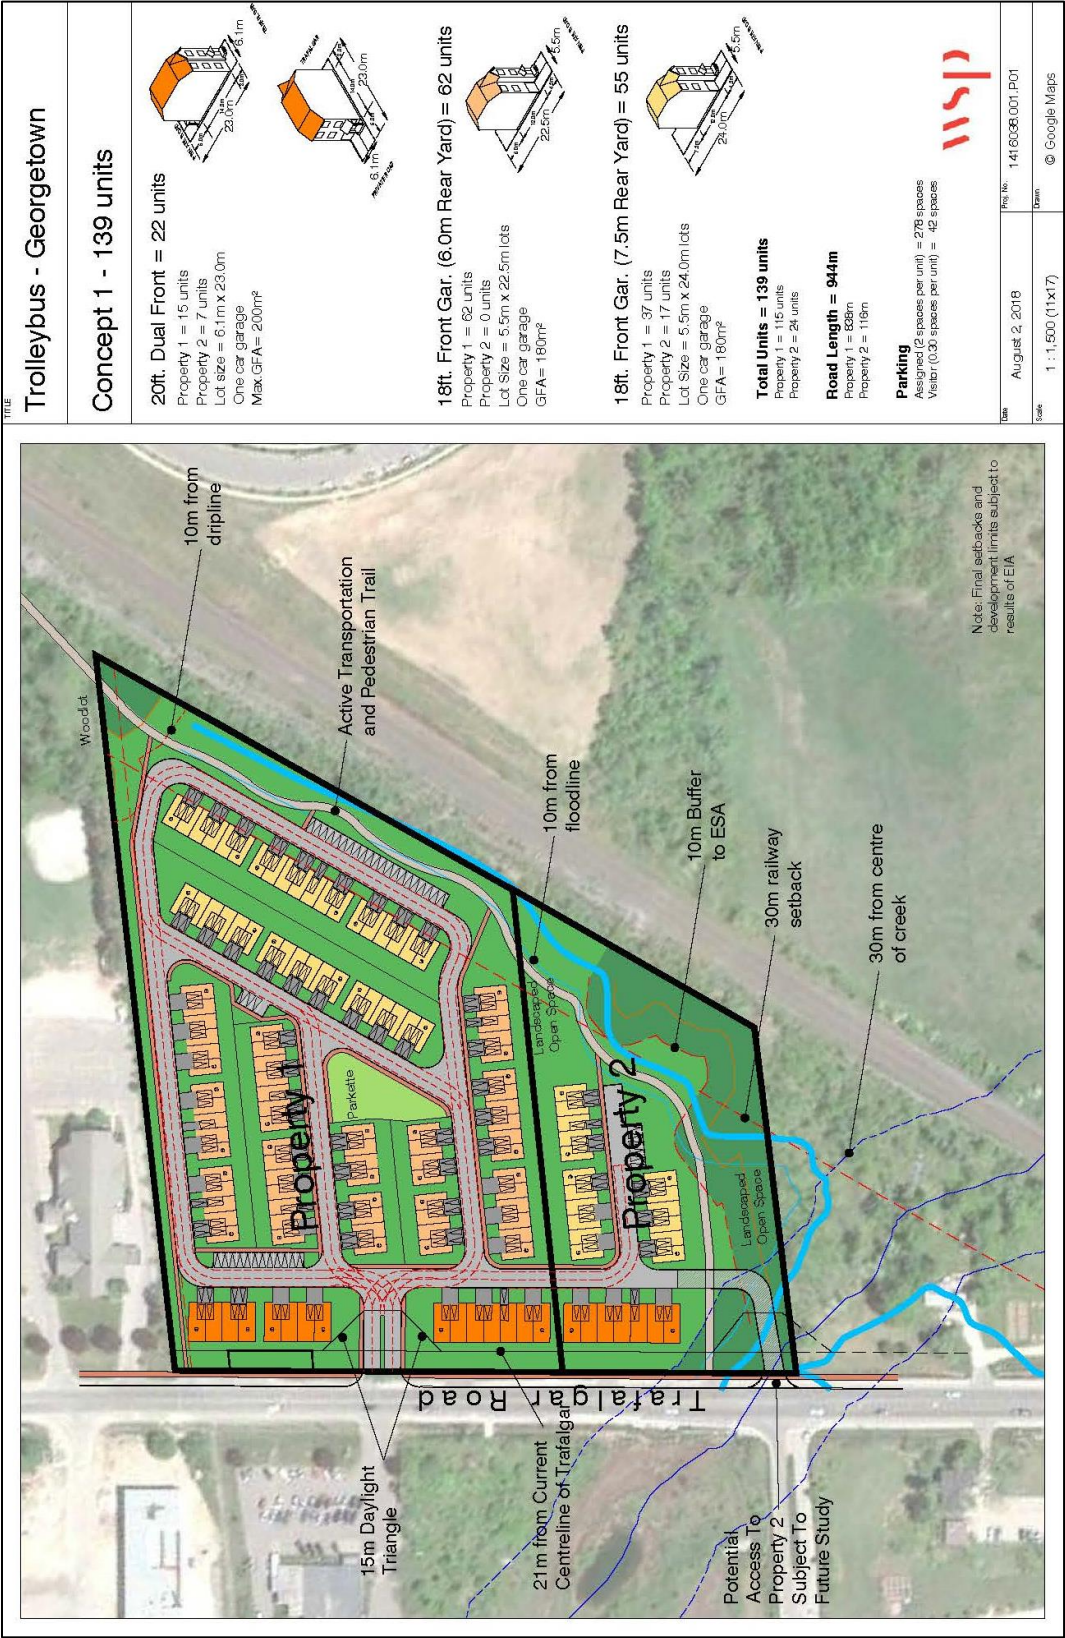 TITLE
Trolleybus - Georgetown
Concept 1 - 139 units
20ft. Dual Front = 22 units
Property 1 = 15 units
Property 2 = 7 units
Lot Size = 6.1m x 23.0m
One car garage
Max.GFA= 200m²
6.1m
23.0m
6.1m
23.0m
18ft. Front Gar. (6.0m Rear Yard) = 62 units
Property 1 = 62 units
Property 2 = 0 units
Lot Size = 5.5m x 22.5m lots
One car garage
GFA= 180m²
5.5m
22.5m
18ft. Front Gar. (7.5m Rear Yard) = 55 units
Property 1 = 37 units
Property 2 = 17 units
Lot Size = 5.5m x 24.0m lots
One car garage
GFA= 180m²
5.5m
24.0m
Total Units = 139 units
Property 1 = 115 units
Property 2 = 24 units
Road Length = 944m
Property 1 = 838m
Property 2 = 116m
Parking
Assigned (2 spaces per unit) = 278 spaces
Visitor (0.30 spaces per unit) = 42 spaces
wsp
Date
August 2, 2018
Proj. No.
1416038.001.P01
Scale
1 : 1,500 (11x17)
Drawn
© Google Maps
Woodlot
10m from
dripline
Active Transportation
and Pedestrian Trail
10m from
floodline
10m Buffer
to ESA
30m railway
setback
30m from centre
of creek
Note: Final setbacks and
development limits subject to
results of EIA
Property 1
Parkette
Property 2
Landscaped
Open Space
Landscaped
Open Space
Trafalgar Road
15m Daylight
Triangle
21m from Current
Centreline of Trafalgar
Potential
Access To
Property 2
Subject To
Future Study